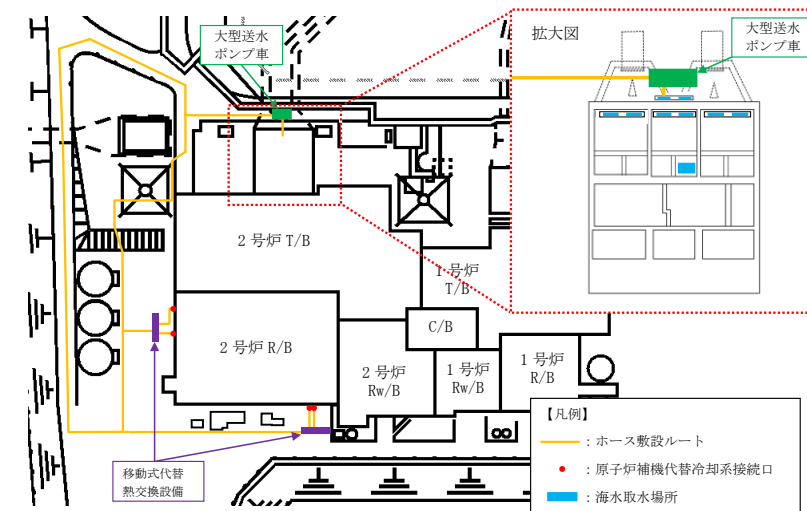 大型送水
ポンプ車
拡大図
大型送水
ポンプ車
2 号炉 T/B
1 号炉
T/B
C/B
2 号炉 R/B
2 号炉
Rw/B
1 号炉
Rw/B
1 号炉
R/B
移動式代替
熱交換設備
【凡例】
：ホース敷設ルート
：原子炉補機代替冷却系接続口
：海水取水場所